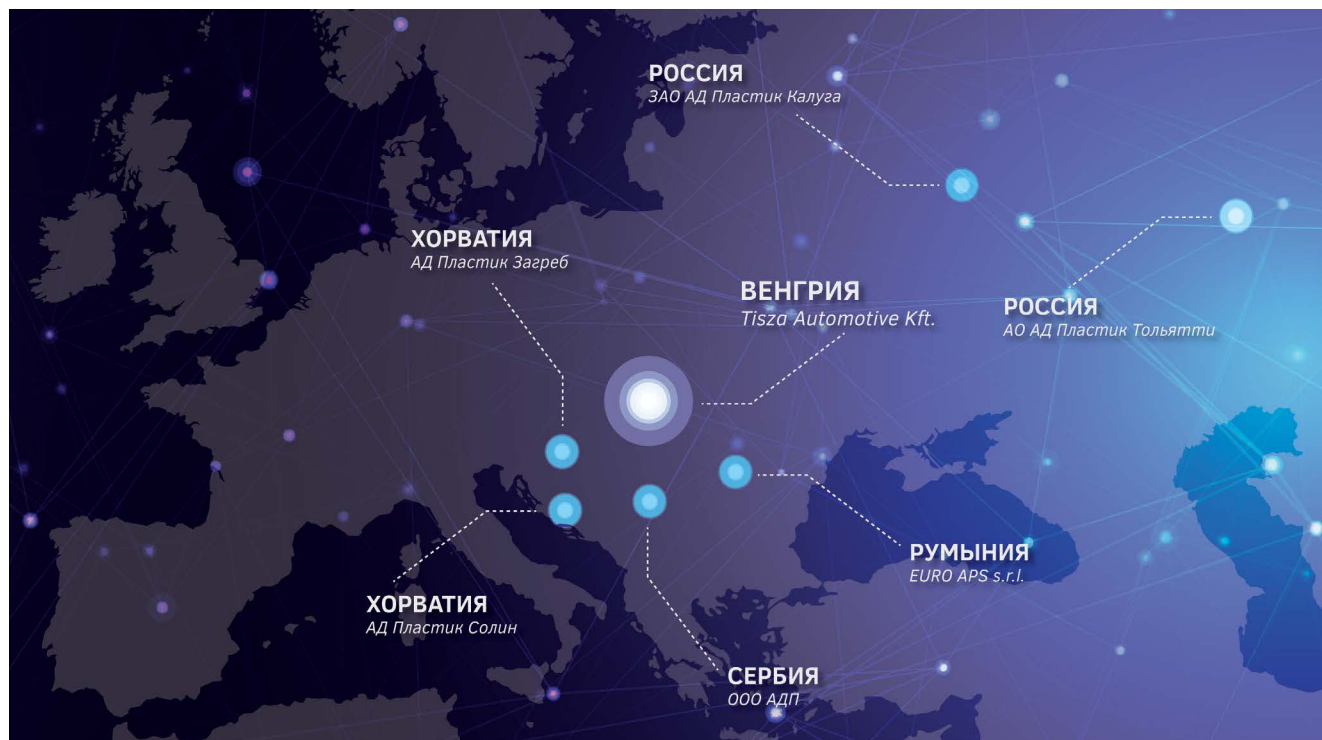 РОССИЯ
ЗАО АД Пластик Калуга
ХОРВАТИЯ
АД Пластик Загреб
ВЕНГРИЯ
Tisza Automotive Kft.
РОССИЯ
АО АД Пластик Тольятти
РУМЫНИЯ
EURO APS s.r.l.
ХОРВАТИЯ
АД Пластик Солин
СЕРБИЯ
ООО АДП